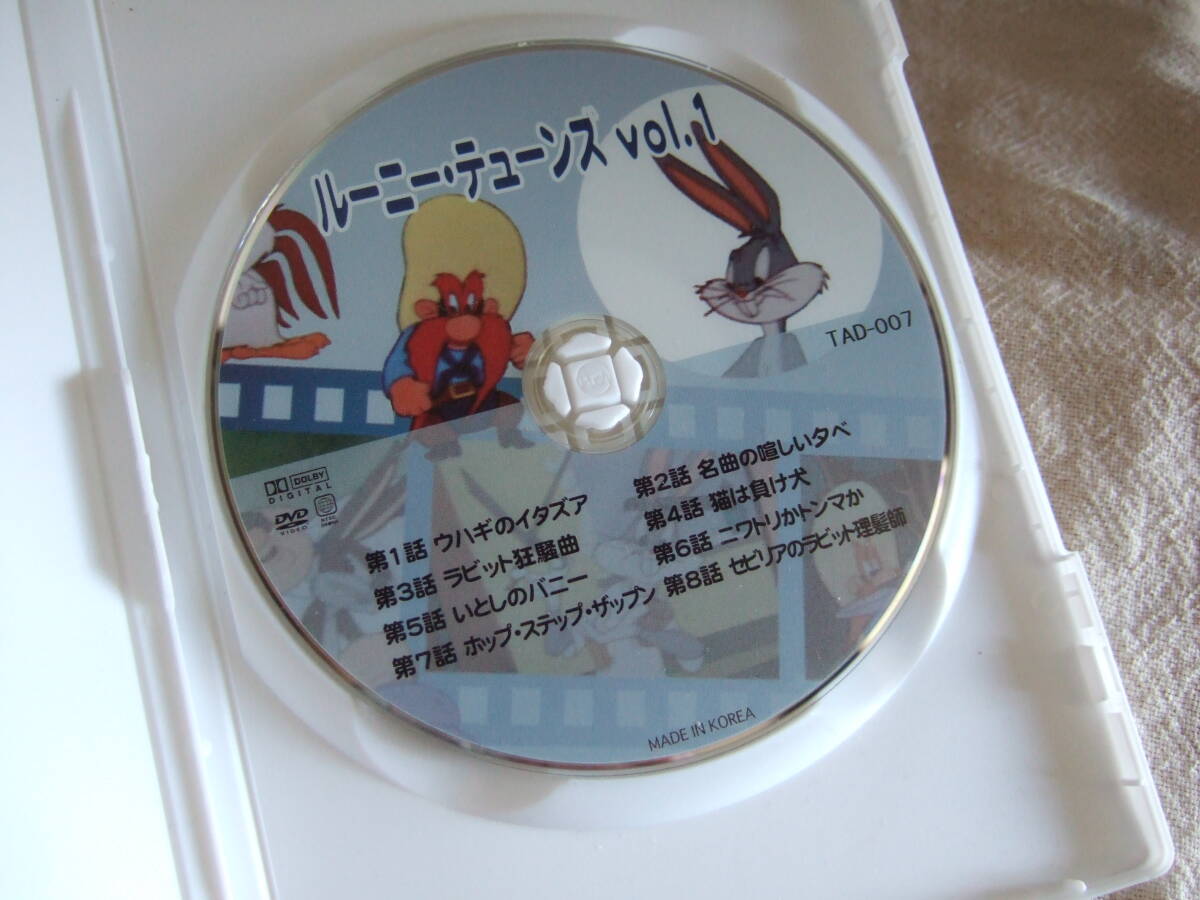 ルーニー・テューンズ vol.1
TAD-007
DOLBY
DIGITAL
DVD
VIDEO
第1話 ウハギのイタズア
第2話 名曲の喧しい夕べ
第3話 ラビット狂騒曲
第4話 猫は負け犬
第5話 いとしのバニー
第6話 ニワトリかトンマか
第7話 ホップ・ステップ・ザップン
第8話 セビリアのラビット理髪師
MADE IN KOREA